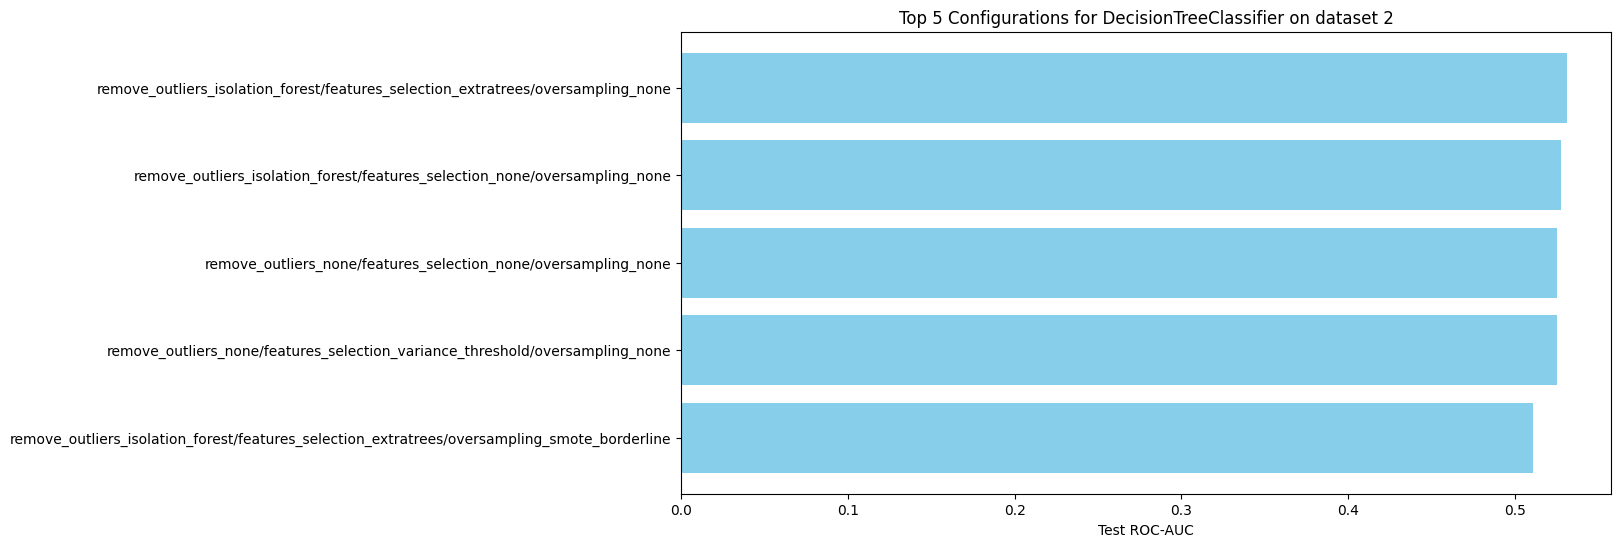 Top 5 Configurations for DecisionTreeClassifier on dataset 2
remove_outliers_isolation_forest/features_selection_extratrees/oversampling_none
remove_outliers_isolation_forest/features_selection_none/oversampling_none
remove_outliers_none/features_selection_none/oversampling_none
remove_outliers_none/features_selection_variance_threshold/oversampling_none
remove_outliers_isolation_forest/features_selection_extratrees/oversampling_smote_borderline
0.0 0.1 0.2 0.3 0.4 0.5
Test ROC-AUC